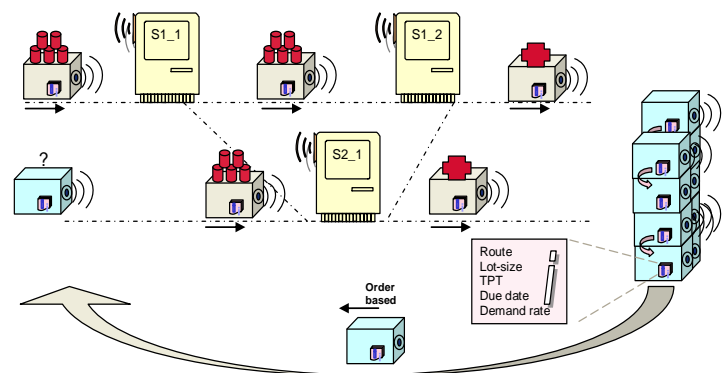 S1_1
S1_2
?
S2_1
Route
Lot-size
TPT
Due date
Demand rate
Order
based